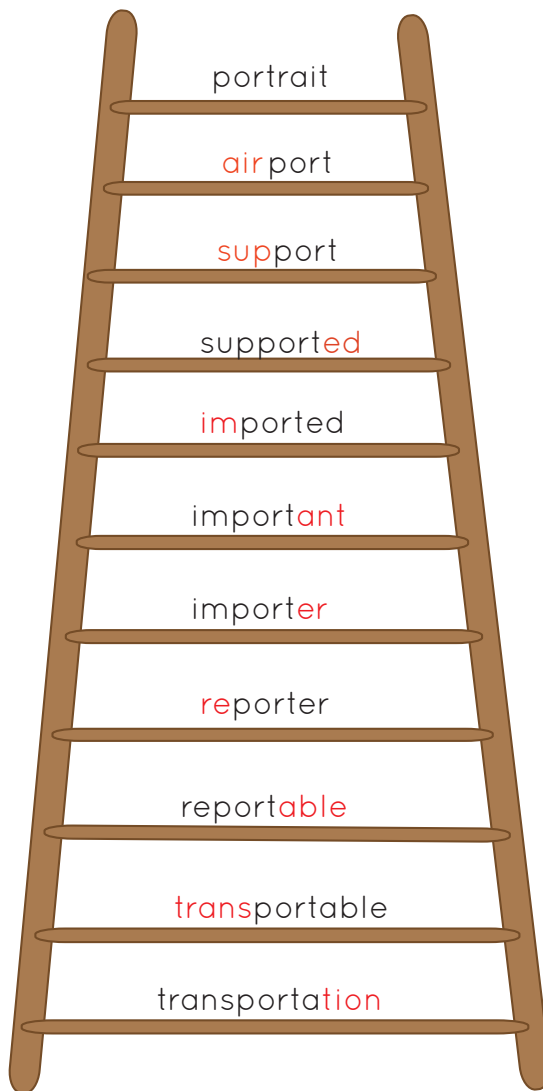 portrait
airport
support
supported
imported
important
importer
reporter
reportable
transportable
transportation